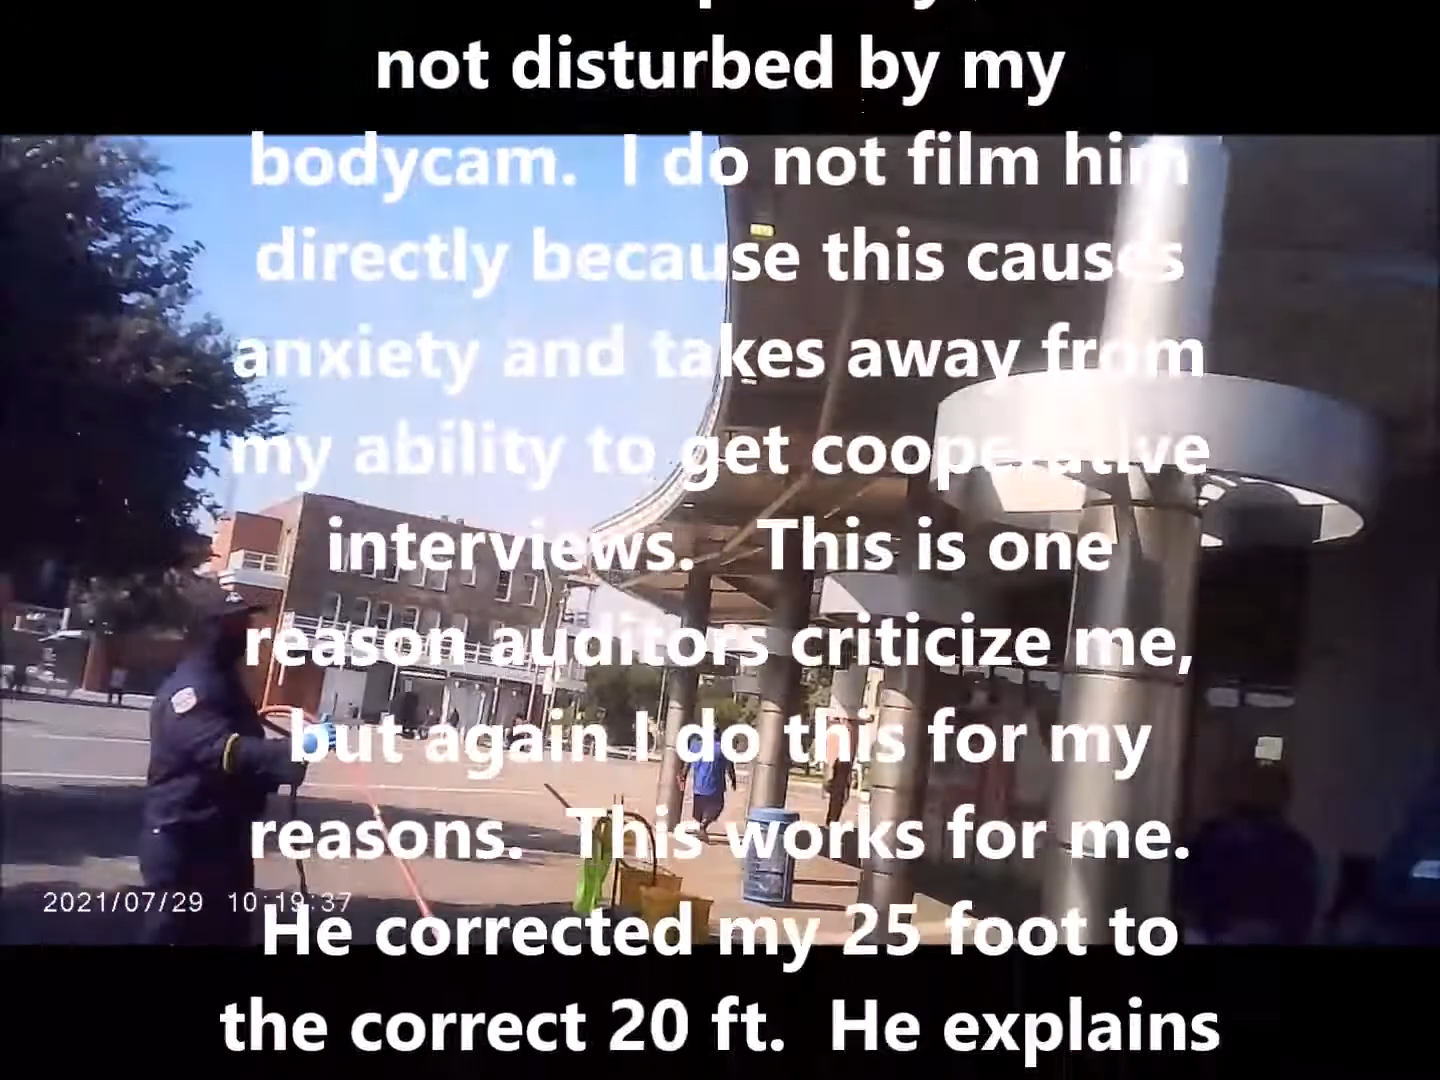 not disturbed by my
bodycam. I do not film him
directly because this causes
anxiety and takes away from
my ability to get cooperative
interviews. This is one
reason auditors criticize me,
but again I do this for my
reasons. This works for me.
2021/07/29 10:19:37
He corrected my 25 foot to
the correct 20 ft. He explains